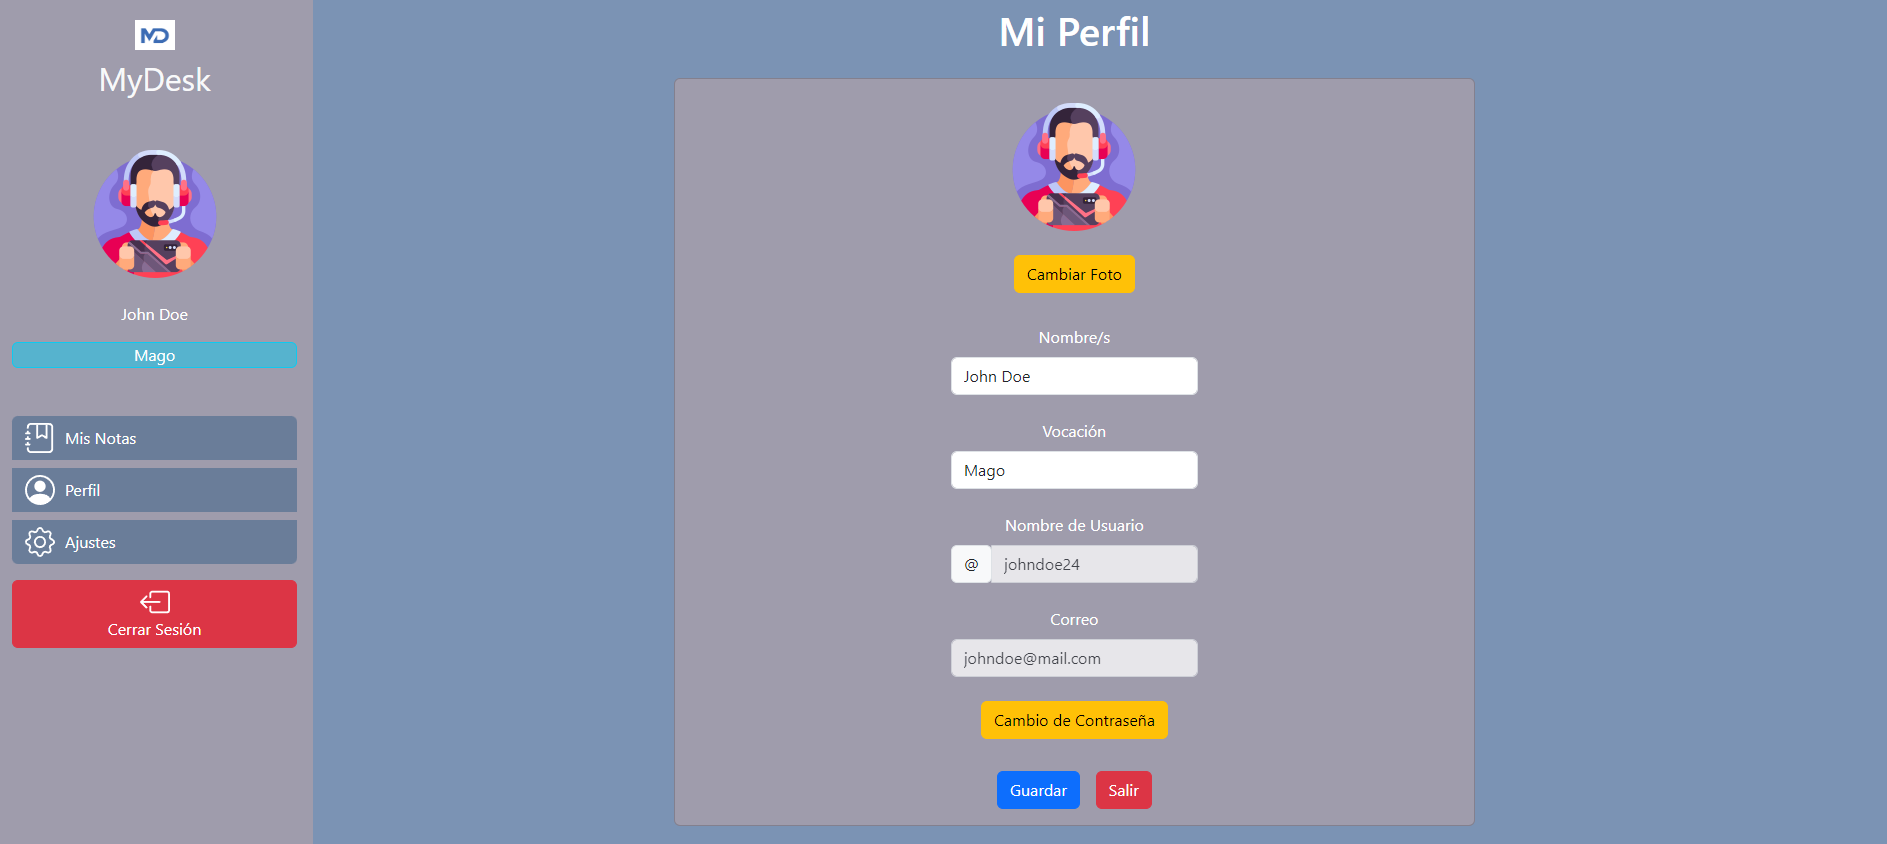 MD
MyDesk
John Doe
Mago
Mis Notas
Perfil
Ajustes
Cerrar Sesión
Mi Perfil
Cambiar Foto
Nombre/s
John Doe
Vocación
Mago
Nombre de Usuario
@ johndoe24
Correo
johndoe@mail.com
Cambio de Contraseña
Guardar Salir